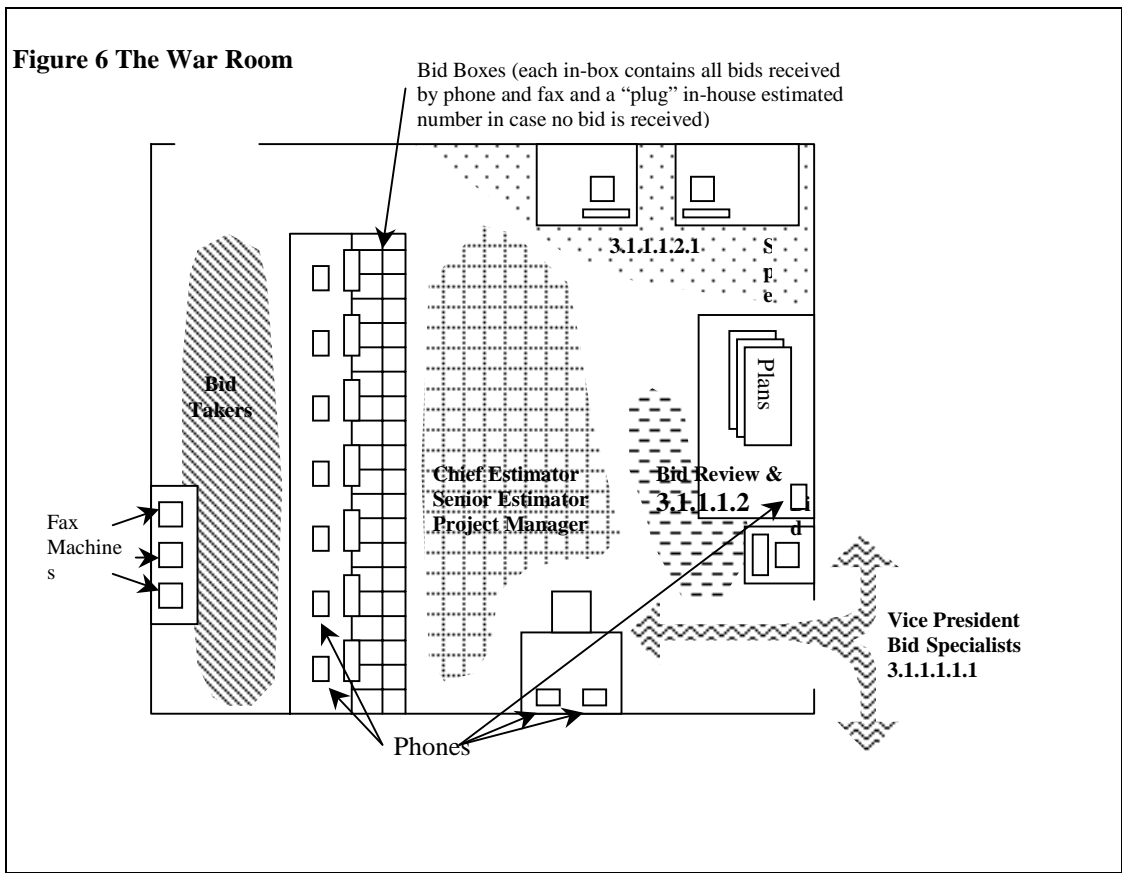 Figure 6 The War Room
Bid Boxes (each in-box contains all bids received
by phone and fax and a “plug” in-house estimated
number in case no bid is received)
3.1.1.1.2.1
S
p
e
Plans
Bid
Takers
Chief Estimator
Senior Estimator
Project Manager
Bid Review &
3.1.1.1.2
i
d
Fax
Machine
s
Vice President
Bid Specialists
3.1.1.1.1.1
Phones